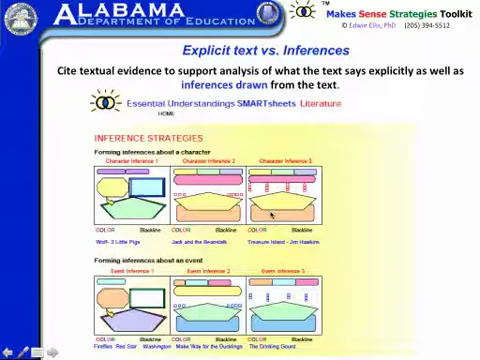 ALABAMA
DEPARTMENT OF EDUCATION
TM
Makes Sense Strategies Toolkit
© Edwin Ellis, PhD (205) 394-5512
Explicit text vs. Inferences
Cite textual evidence to support analysis of what the text says explicitly as well as
inferences drawn from the text.
Essential Understandings SMARTsheets Literature
HOME
INFERENCE STRATEGIES
Forming inferences about a character
Character Inference 1 Character Inference 2 Character Inference 3
COLOR Blackline COLOR Blackline COLOR Blackline
Wolf- 3 Little Pigs Jack and the Beanstalk Treasure Island - Jim Hawkins
Forming inferences about an event
Event Inference 1 Event Inference 2 Event Inference 3
COLOR Blackline COLOR Blackline COLOR Blackline
Fireflies Red Star Washington Make Way for the Ducklings The Drinking Gourd